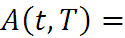 A(t, T) =